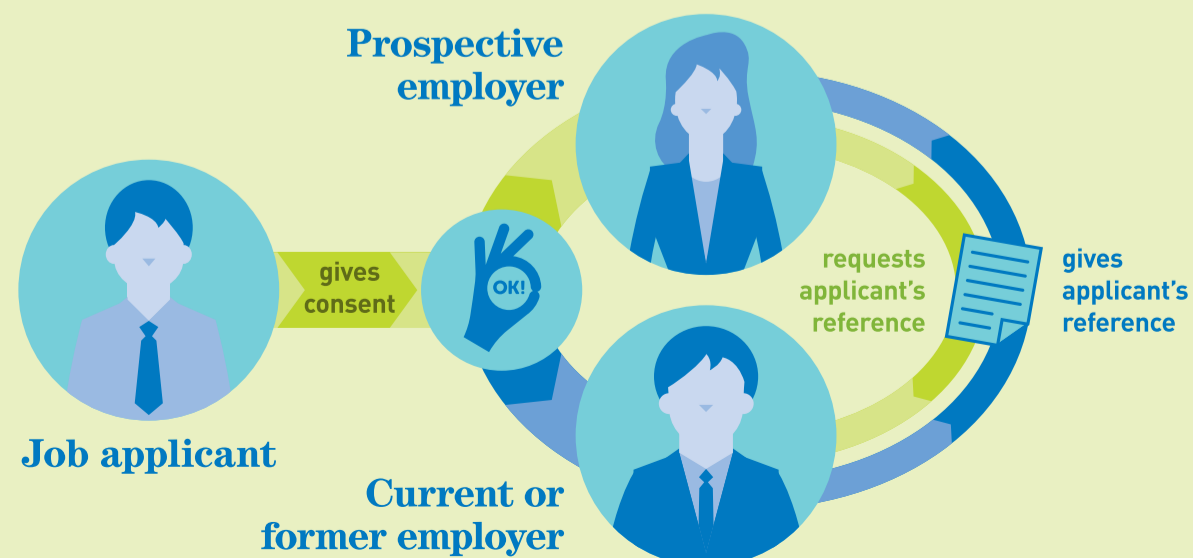 Prospective
employer
gives
consent
OK!
requests
applicant's
reference
gives
applicant's
reference
Job applicant
Current or
former employer